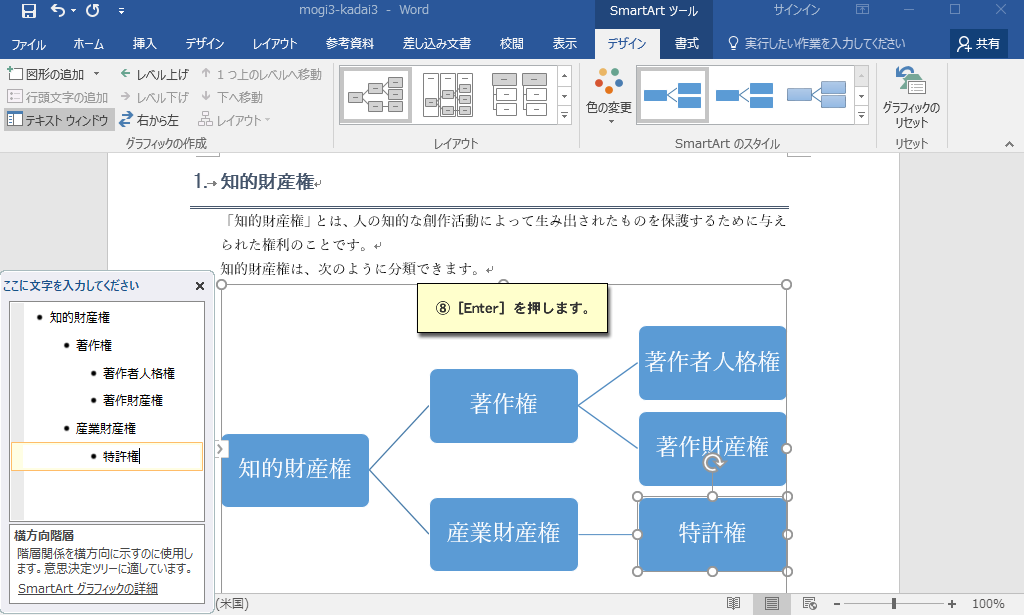 mogi3-kadai3 - Word
SmartArt ツール
サインイン
ファイル ホーム 挿入 デザイン レイアウト 参考資料 差し込み文書 校閲 表示 デザイン 書式 実行したい作業を入力してください 共有
図形の追加 レベル上げ 1 つ上のレベルへ移動
行頭文字の追加 レベル下げ 下へ移動
テキスト ウィンドウ 右から左 レイアウト
グラフィックの作成
レイアウト
色の変更
SmartArt のスタイル
グラフィックの
リセット
リセット
1.→知的財産権↵
「知的財産権」とは、人の知的な創作活動によって生み出されたものを保護するために与え
られた権利のことです。↵
知的財産権は、次のように分類できます。↵
ここに文字を入力してください
• 知的財産権
• 著作権
• 著作者人格権
• 著作財産権
• 産業財産権
• 特許権
横方向階層
階層関係を横方向に示すのに使用し
ます。意思決定ツリーに適しています。
SmartArt グラフィックの詳細
⑧［Enter］を押します。
知的財産権
著作権
著作者人格権
著作財産権
産業財産権
特許権
(米国)
100%